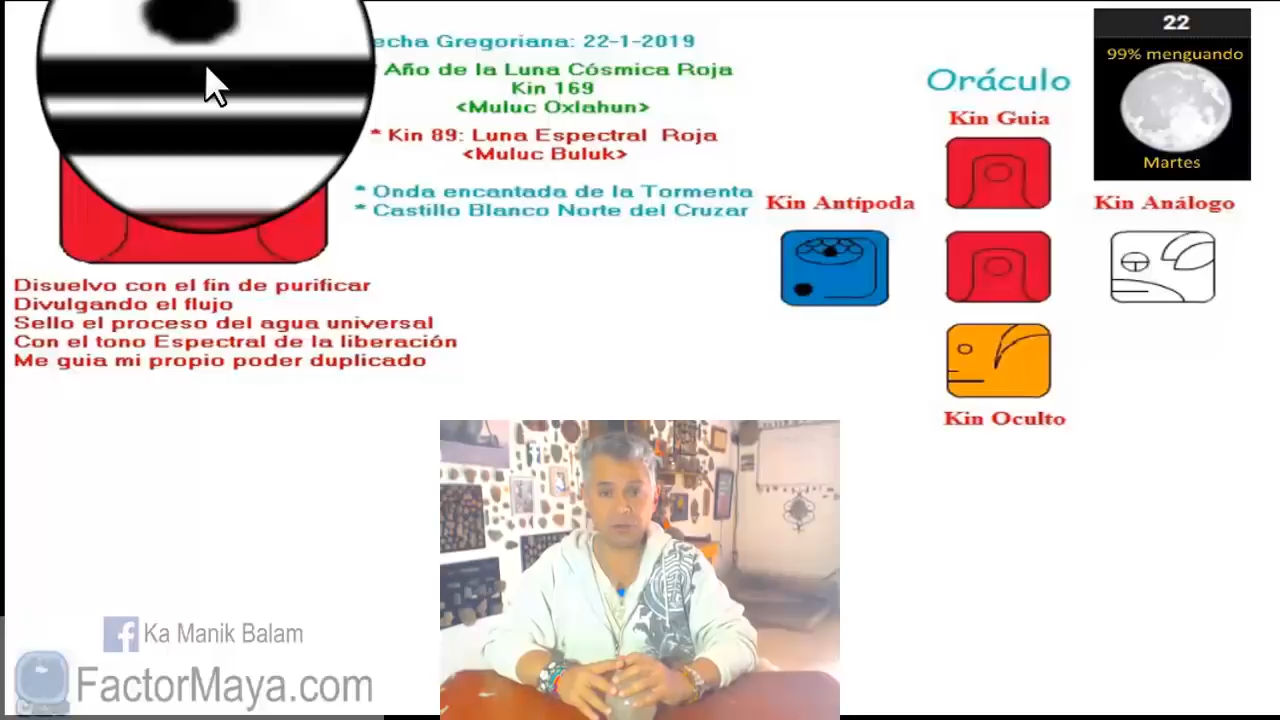 echa Gregoriana: 22-1-2019
Año de la Luna Cósmica Roja
Kin 169
<Muluc Oxlahun>
* Kin 89: Luna Espectral Roja
<Muluc Buluk>
* Onda encantada de la Tormenta
* Castillo Blanco Norte del Cruzar
Disuelvo con el fin de purificar
Divulgando el flujo
Sello el proceso del agua universal
Con el tono Espectral de la liberación
Me guia mi propio poder duplicado
Oráculo
Kin Guia
Kin Antípoda
Kin Análogo
Kin Oculto
22
99% menguando
Martes
Ka Manik Balam
FactorMaya.com